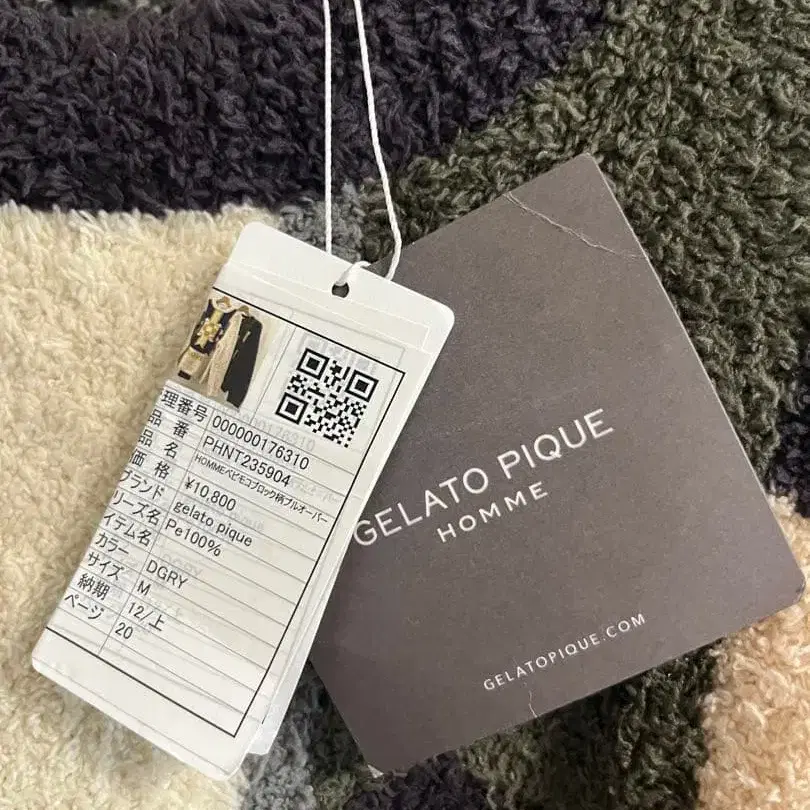 理番号 000000176310
品 番 PHNT235904
品 名 HOMMEベビモコブロック柄プルオーバー
価 格 ¥10,800
ブランド gelato pique
リーズ名 Pe100%
イテム名
カラー DGRY
サイズ M
納期 12/上
ページ 20
GELATO PIQUE
HOMME
GELATOPIQUE.COM